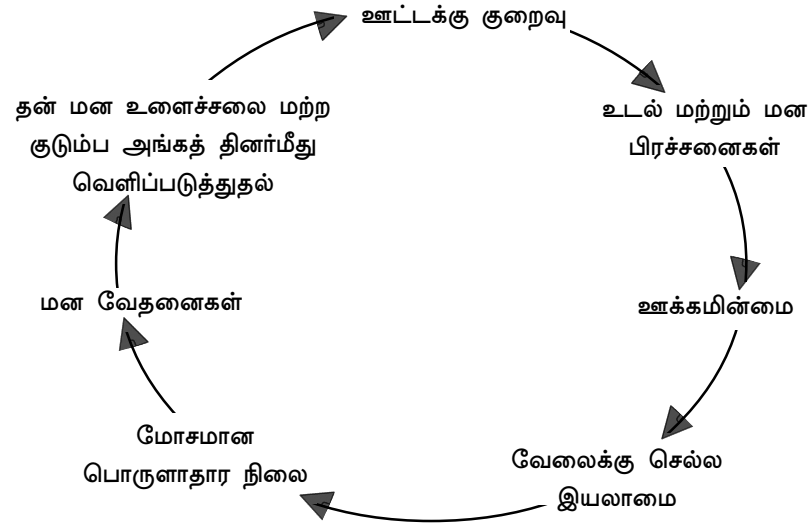 ஊட்டக்கு குறைவு
உடல் மற்றும் மன
பிரச்சனைகள்
ஊக்கமின்மை
வேலைக்கு செல்ல
இயலாமை
மோசமான
பொருளாதார நிலை
மன வேதனைகள்
தன் மன உளைச்சலை மற்ற
குடும்ப அங்கத் தினர்மீது
வெளிப்படுத்துதல்